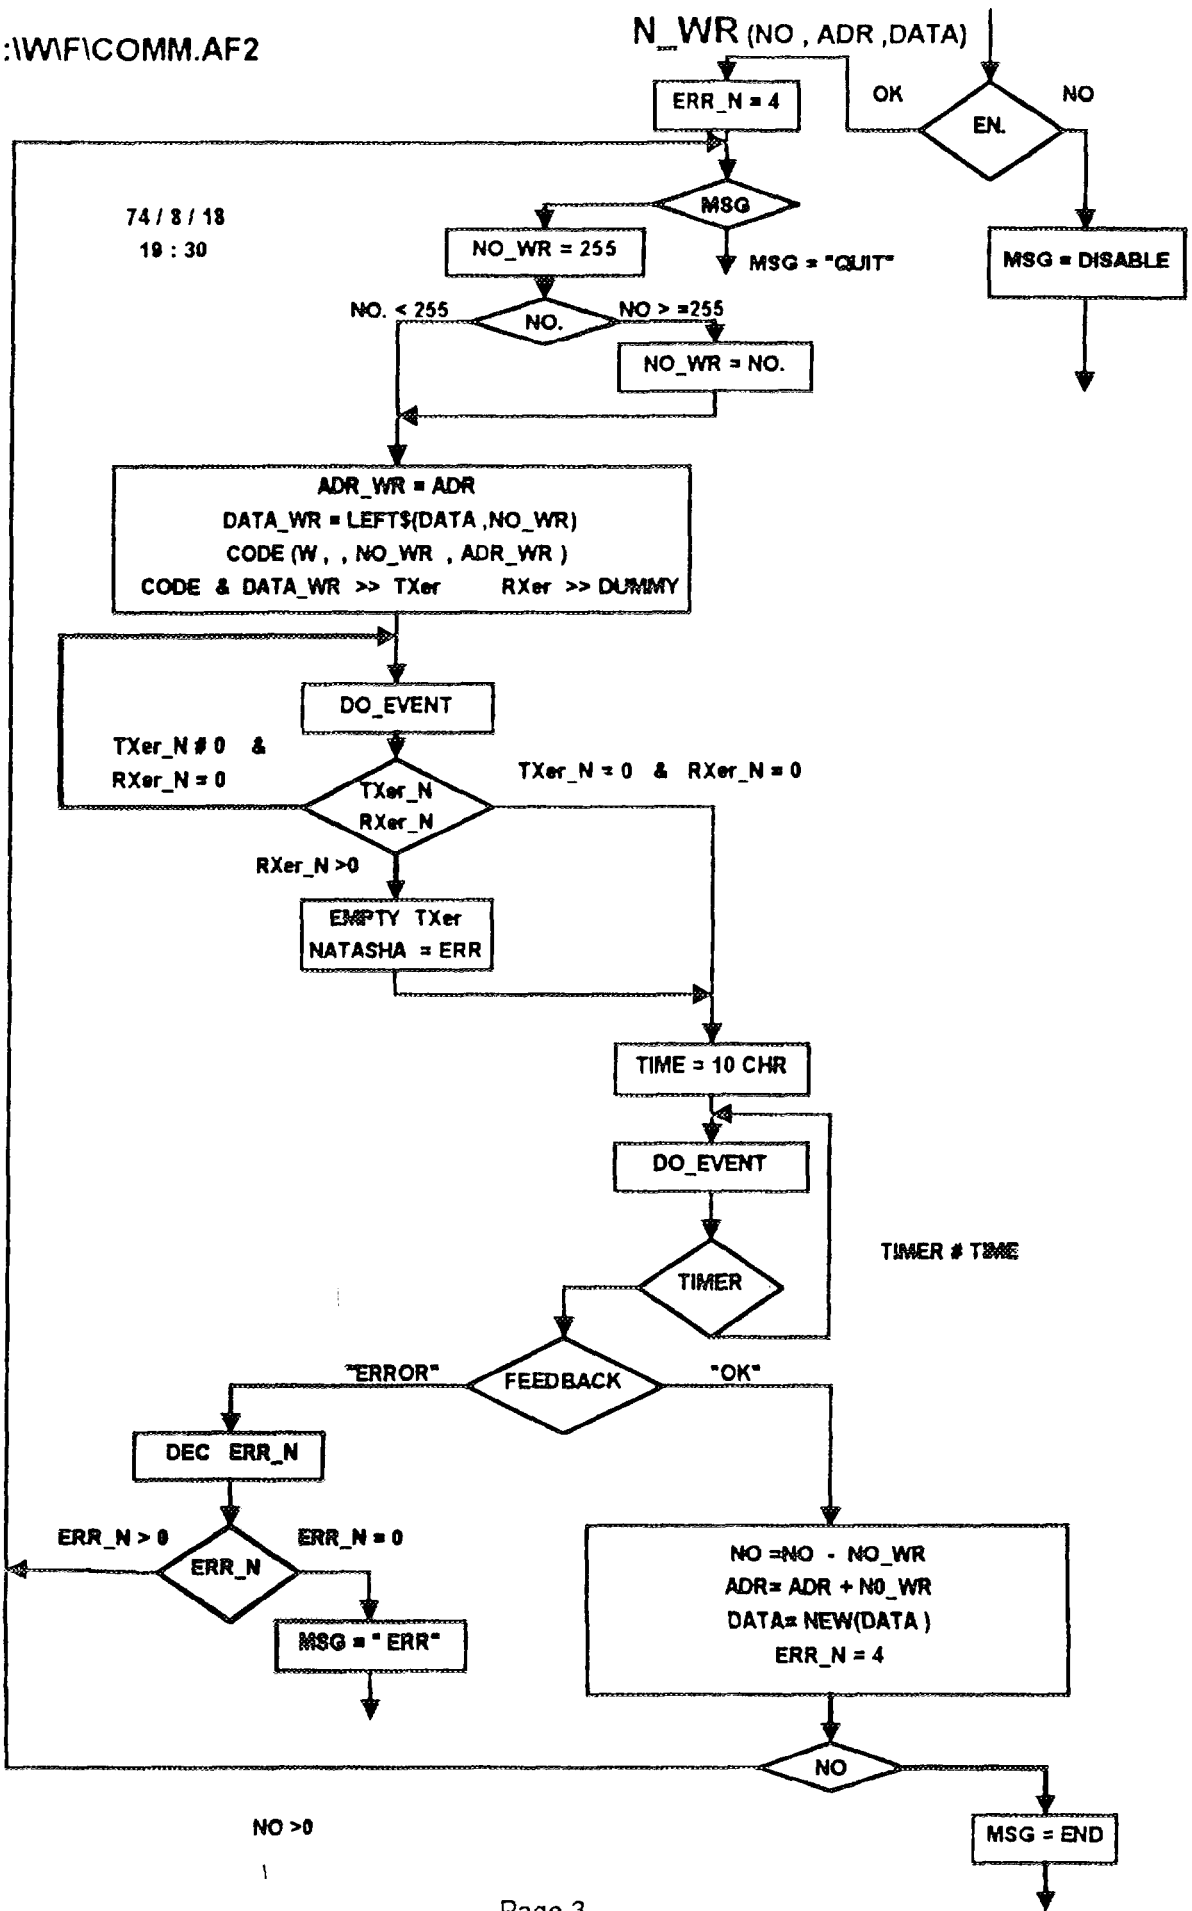 :\W\F\COMM.AF2
N_WR (NO , ADR ,DATA)
ERR_N = 4
OK
EN.
NO
MSG
74 / 8 / 18
19 : 30
NO_WR = 255
MSG = "QUIT"
MSG = DISABLE
NO. < 255
NO.
NO > =255
NO_WR = NO.
ADR_WR = ADR
DATA_WR = LEFT$(DATA ,NO_WR)
CODE (W , , NO_WR , ADR_WR )
CODE & DATA_WR >> TXer RXer >> DUMMY
DO_EVENT
TXer_N # 0 &
RXer_N = 0
TXer_N = 0 & RXer_N = 0
TXer_N
RXer_N
RXer_N >0
EMPTY TXer
NATASHA = ERR
TIME = 10 CHR
DO_EVENT
TIMER # TIME
TIMER
"ERROR"
FEEDBACK
"OK"
DEC ERR_N
ERR_N > 0
ERR_N = 0
ERR_N
NO =NO - NO_WR
ADR= ADR + N0_WR
DATA= NEW(DATA )
ERR_N = 4
MSG = " ERR"
NO
NO >0
MSG = END
Page 3